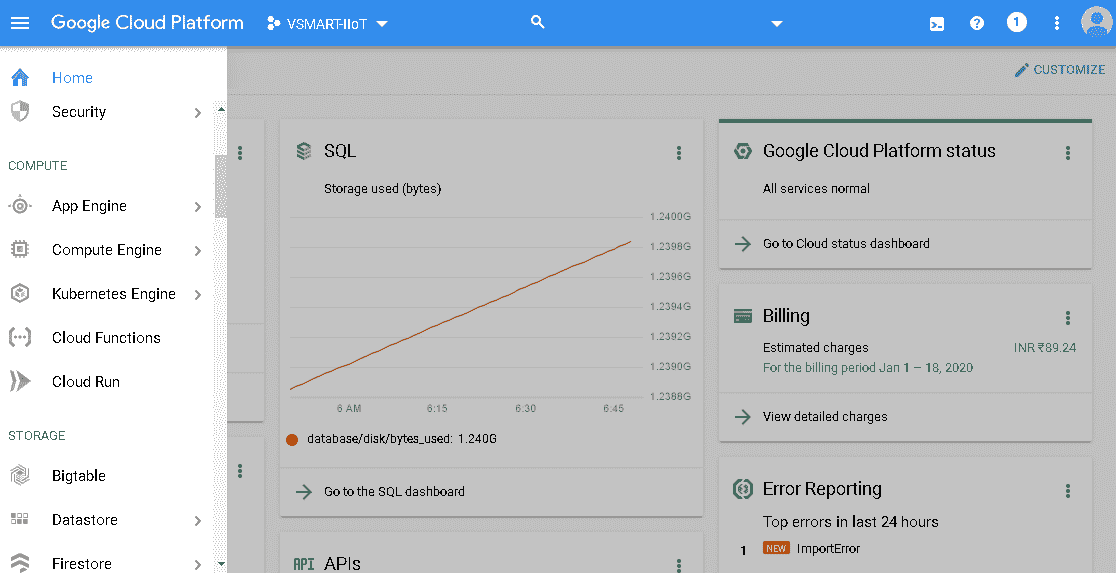 Google Cloud Platform
VSMART-IIoT
1
Home
Security
COMPUTE
App Engine
Compute Engine
Kubernetes Engine
Cloud Functions
Cloud Run
STORAGE
Bigtable
Datastore
Firestore
CUSTOMIZE
SQL
Storage used (bytes)
1.2400G
1.2398G
1.2396G
1.2394G
1.2392G
1.2390G
1.2388G
6 AM 6:15 6:30 6:45
database/disk/bytes_used: 1.240G
Go to the SQL dashboard
API APIs
Google Cloud Platform status
All services normal
Go to Cloud status dashboard
Billing
Estimated charges INR ₹89.24
For the billing period Jan 1 – 18, 2020
View detailed charges
Error Reporting
Top errors in last 24 hours
1 NEW ImportError